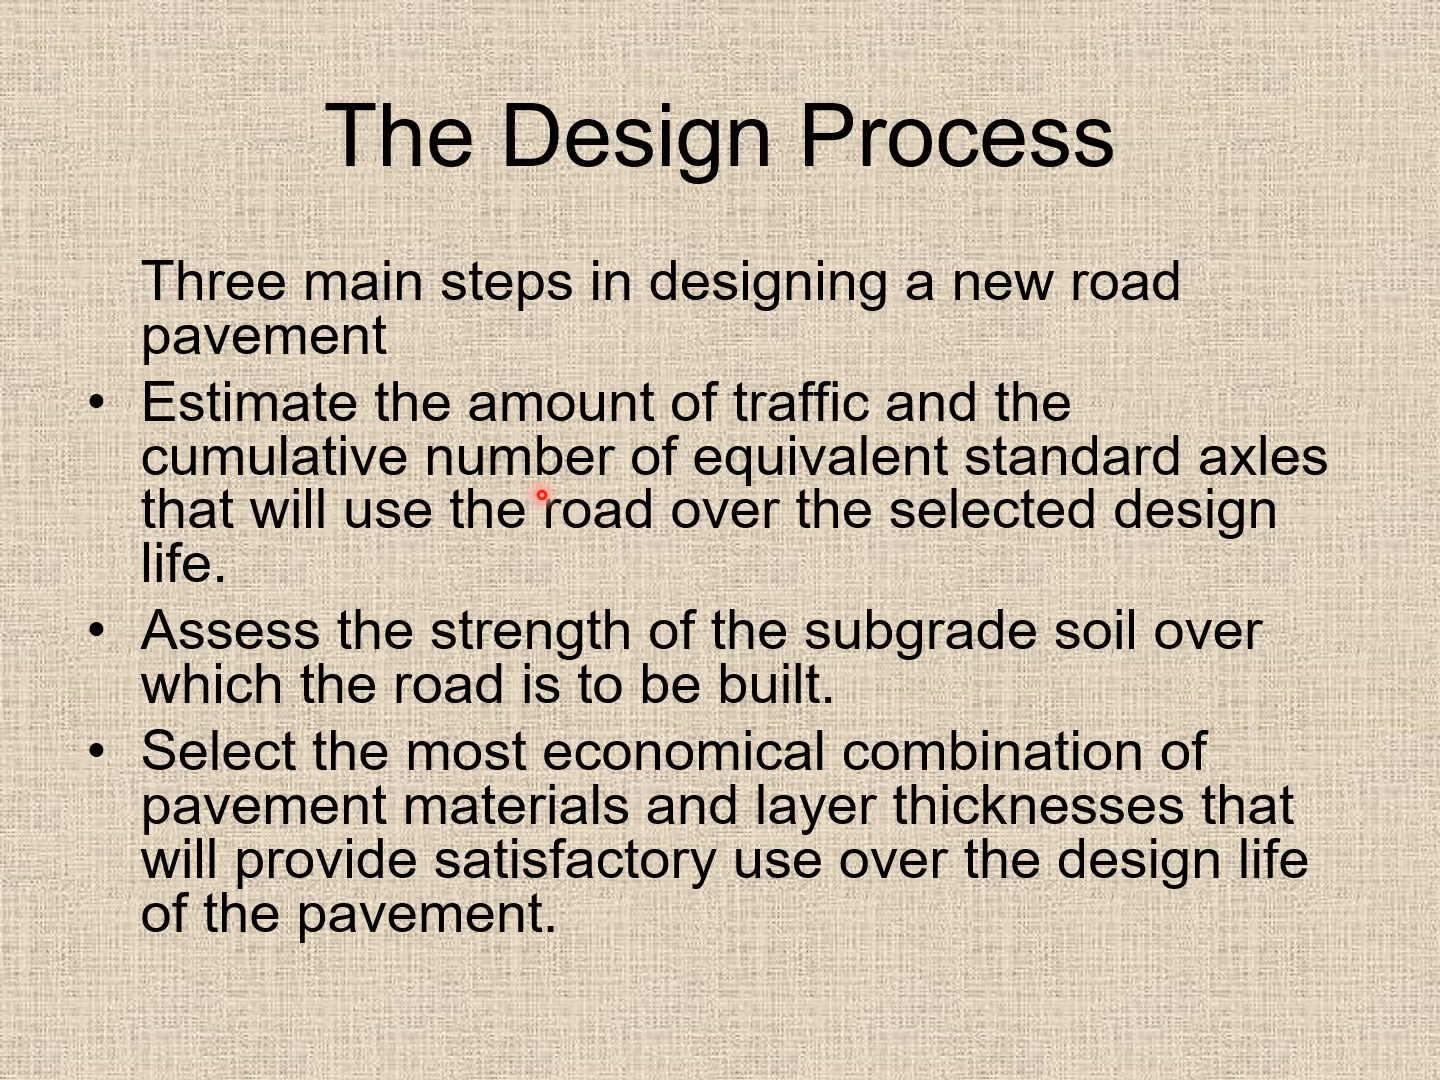 The Design Process
Three main steps in designing a new road
pavement
• Estimate the amount of traffic and the
cumulative number of equivalent standard axles
that will use the road over the selected design
life.
• Assess the strength of the subgrade soil over
which the road is to be built.
• Select the most economical combination of
pavement materials and layer thicknesses that
will provide satisfactory use over the design life
of the pavement.